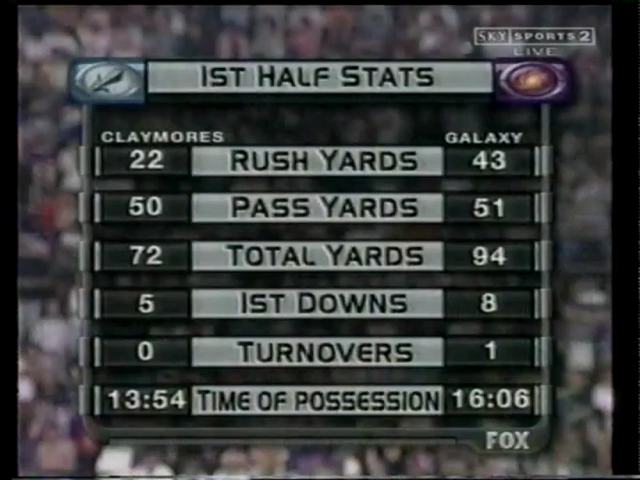 SKY SPORTS 2
LIVE
1ST HALF STATS
CLAYMORES GALAXY
22 RUSH YARDS 43
50 PASS YARDS 51
72 TOTAL YARDS 94
5 1ST DOWNS 8
0 TURNOVERS 1
13:54 TIME OF POSSESSION 16:06
FOX